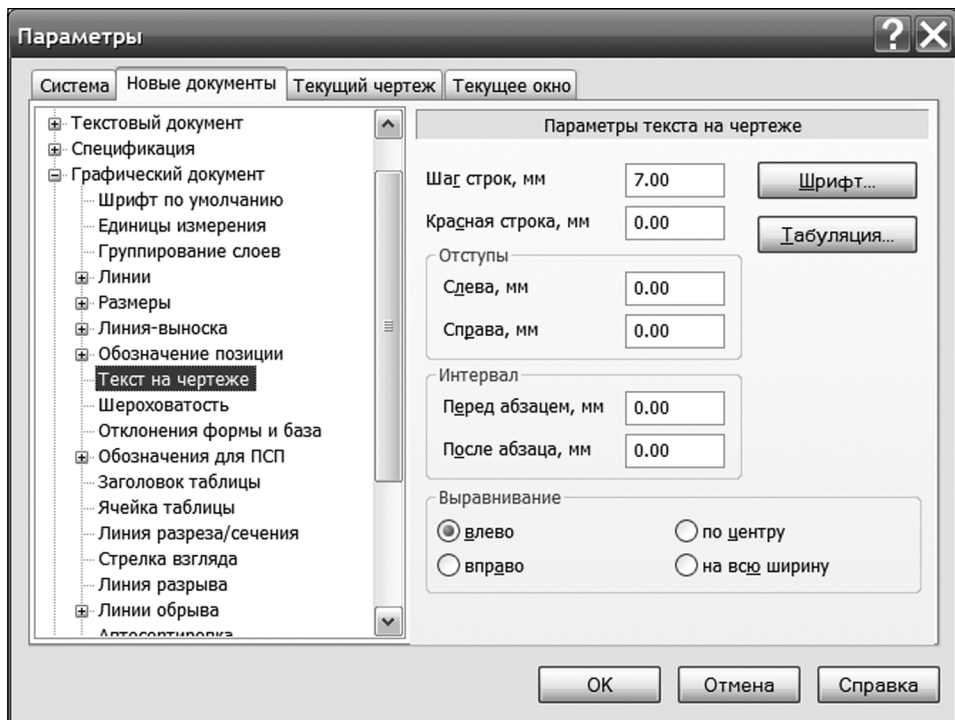 Параметры
Система Новые документы Текущий чертеж Текущее окно
Текстовый документ
Спецификация
Графический документ
Шрифт по умолчанию
Единицы измерения
Группирование слоев
Линии
Размеры
Линия-выноска
Обозначение позиции
Текст на чертеже
Шероховатость
Отклонения формы и база
Обозначения для ПСП
Заголовок таблицы
Ячейка таблицы
Линия разреза/сечения
Стрелка взгляда
Линия разрыва
Линии обрыва
Автосортировка
Параметры текста на чертеже
Шаг строк, мм 7.00 Шрифт...
Красная строка, мм 0.00 Табуляция...
Отступы
Слева, мм 0.00
Справа, мм 0.00
Интервал
Перед абзацем, мм 0.00
После абзаца, мм 0.00
Выравнивание
влево по центру
вправо на всю ширину
OK Отмена Справка